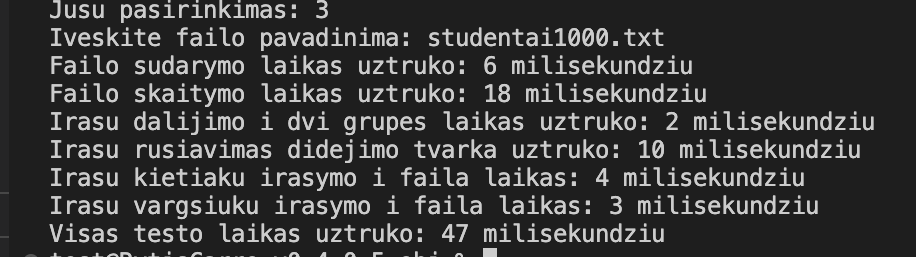 Jusu pasirinkimas: 3
Iveskite failo pavadinima: studentai1000.txt
Failo sudarymo laikas uztruko: 6 milisekundziu
Failo skaitymo laikas uztruko: 18 milisekundziu
Irasu dalijimo i dvi grupes laikas uztruko: 2 milisekundziu
Irasu rusiavimas didejimo tvarka uztruko: 10 milisekundziu
Irasu kietiaku irasymo i faila laikas: 4 milisekundziu
Irasu vargsiuku irasymo i faila laikas: 3 milisekundziu
Visas testo laikas uztruko: 47 milisekundziu